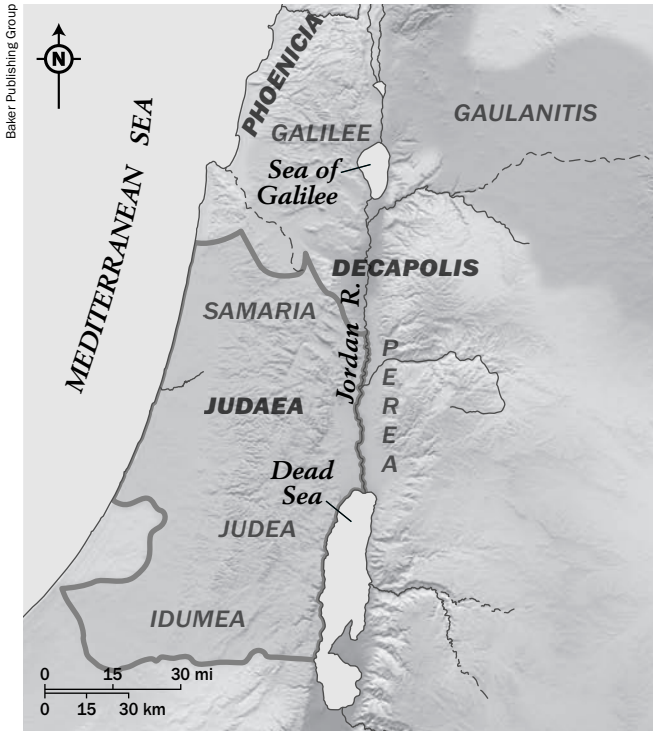 Baker Publishing Group
N
PHOENICIA
GAULANITIS
GALILEE
Sea of
Galilee
MEDITERRANEAN SEA
DECAPOLIS
SAMARIA
Jordan R.
PEREA
JUDAEA
Dead
Sea
JUDEA
IDUMEA
0 15 30 mi
0 15 30 km